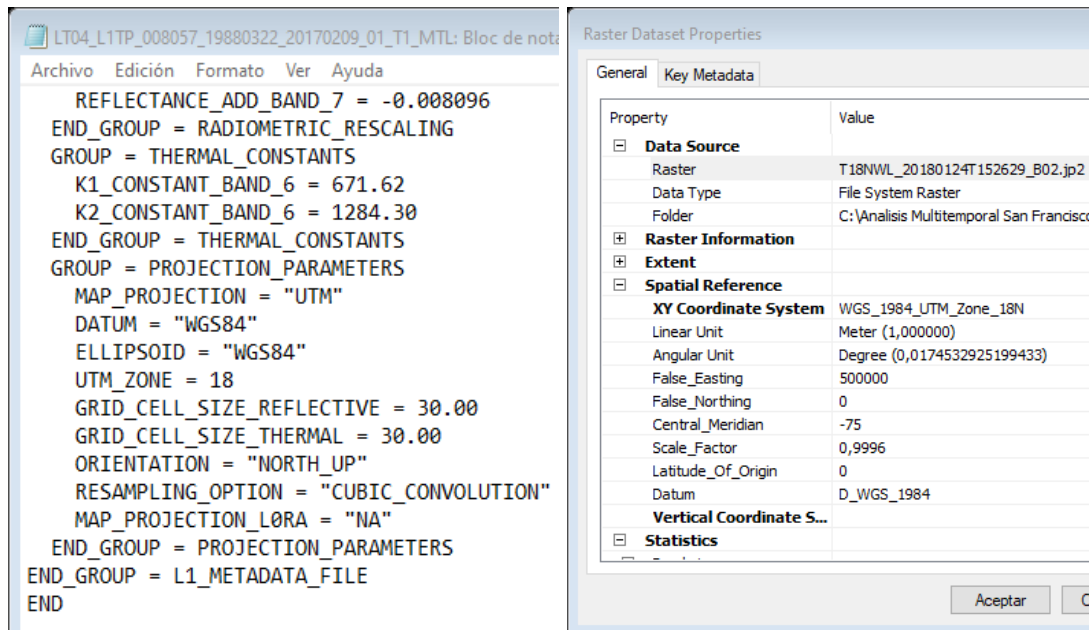 LT04_L1TP_008057_19880322_20170209_01_T1_MTL: Bloc de nota
Archivo Edición Formato Ver Ayuda
REFLECTANCE_ADD_BAND_7 = -0.008096
END_GROUP = RADIOMETRIC_RESCALING
GROUP = THERMAL_CONSTANTS
K1_CONSTANT_BAND_6 = 671.62
K2_CONSTANT_BAND_6 = 1284.30
END_GROUP = THERMAL_CONSTANTS
GROUP = PROJECTION_PARAMETERS
MAP_PROJECTION = "UTM"
DATUM = "WGS84"
ELLIPSOID = "WGS84"
UTM_ZONE = 18
GRID_CELL_SIZE_REFLECTIVE = 30.00
GRID_CELL_SIZE_THERMAL = 30.00
ORIENTATION = "NORTH_UP"
RESAMPLING_OPTION = "CUBIC_CONVOLUTION"
MAP_PROJECTION_L0RA = "NA"
END_GROUP = PROJECTION_PARAMETERS
END_GROUP = L1_METADATA_FILE
END
Raster Dataset Properties
General Key Metadata
Property Value
Data Source
Raster T18NWL_20180124T152629_B02.jp2
Data Type File System Raster
Folder C:\Analisis Multitemporal San Francisco
Raster Information
Extent
Spatial Reference
XY Coordinate System WGS_1984_UTM_Zone_18N
Linear Unit Meter (1,000000)
Angular Unit Degree (0,0174532925199433)
False_Easting 500000
False_Northing 0
Central_Meridian -75
Scale_Factor 0,9996
Latitude_Of_Origin 0
Datum D_WGS_1984
Vertical Coordinate S...
Statistics
Aceptar